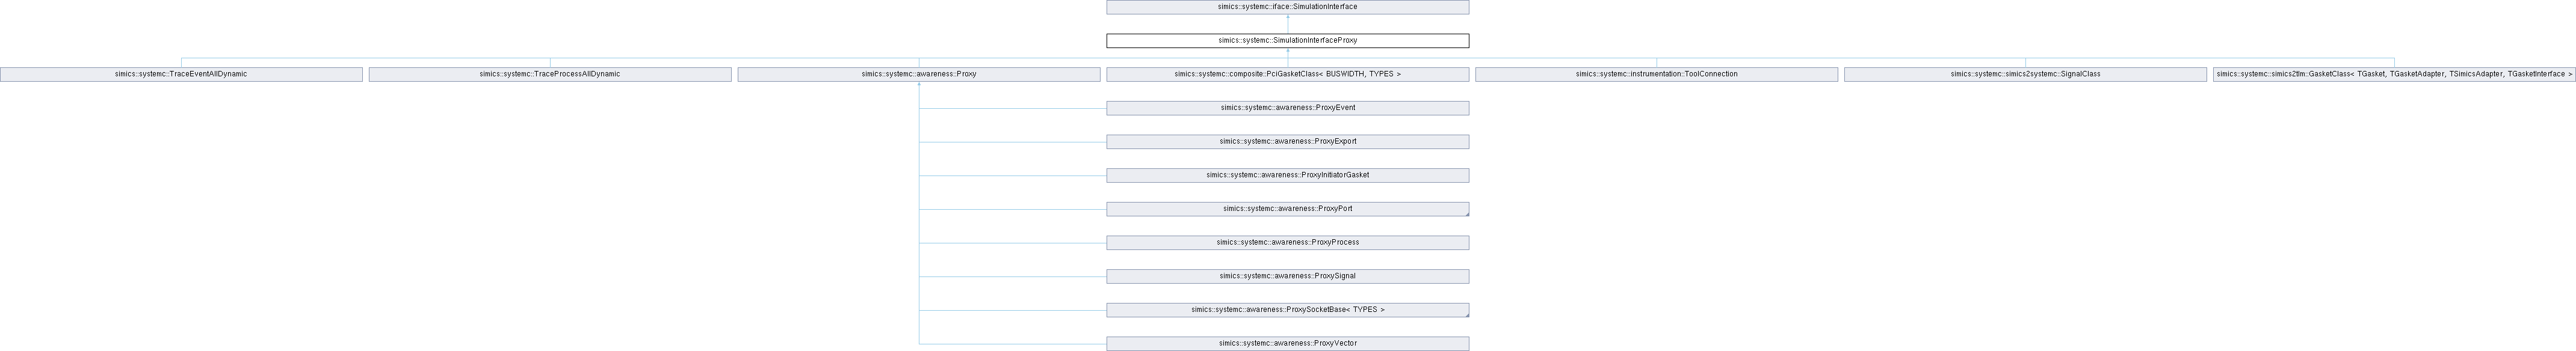 simics::systemc::iface::SimulationInterface
simics::systemc::SimulationInterfaceProxy
simics::systemc::TraceEventAllDynamic
simics::systemc::TraceProcessAllDynamic
simics::systemc::awareness::Proxy
simics::systemc::composite::PciGasketClass< BUSWIDTH, TYPES >
simics::systemc::instrumentation::ToolConnection
simics::systemc::simics2systemc::SignalClass
simics::systemc::simics2tlm::GasketClass< TGasket, TGasketAdapter, TSimicsAdapter, TGasketInterface >
simics::systemc::awareness::ProxyEvent
simics::systemc::awareness::ProxyExport
simics::systemc::awareness::ProxyInitiatorGasket
simics::systemc::awareness::ProxyPort
simics::systemc::awareness::ProxyProcess
simics::systemc::awareness::ProxySignal
simics::systemc::awareness::ProxySocketBase< TYPES >
simics::systemc::awareness::ProxyVector